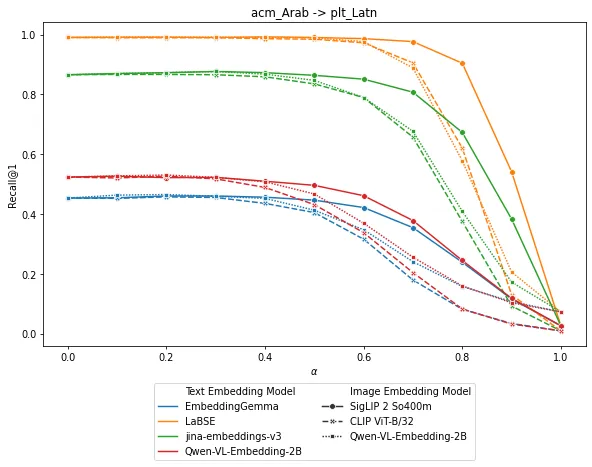 acm_Arab -> plt_Latn
Recall@1
1.0
0.8
0.6
0.4
0.2
0.0
0.0 0.2 0.4 0.6 0.8 1.0
α
Text Embedding Model Image Embedding Model
EmbeddingGemma SigLIP 2 So400m
LaBSE CLIP ViT-B/32
jina-embeddings-v3 Qwen-VL-Embedding-2B
Qwen-VL-Embedding-2B